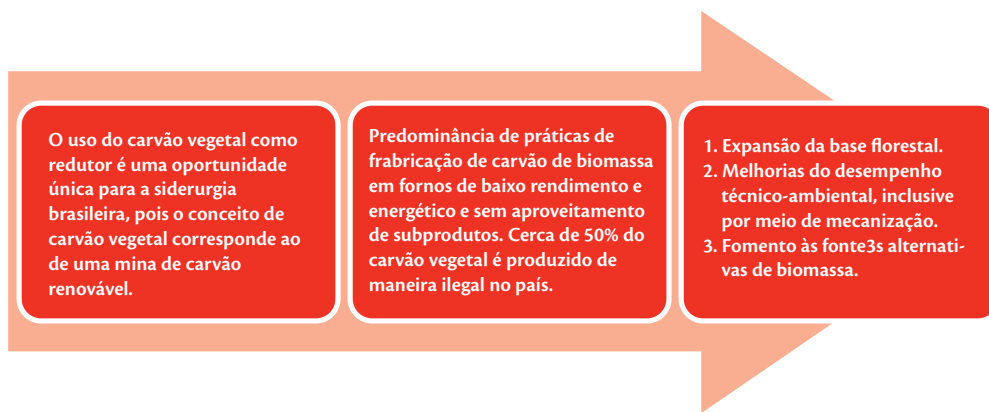 O uso do carvão vegetal como
redutor é uma oportunidade
única para a siderurgia
brasileira, pois o conceito de
carvão vegetal corresponde ao
de uma mina de carvão
renovável.
Predominância de práticas de
frabricação de carvão de biomassa
em fornos de baixo rendimento e
energético e sem aproveitamento
de subprodutos. Cerca de 50% do
carvão vegetal é produzido de
maneira ilegal no país.
1. Expansão da base florestal.
2. Melhorias do desempenho
técnico-ambiental, inclusive
por meio de mecanização.
3. Fomento às fonte3s alternati-
vas de biomassa.